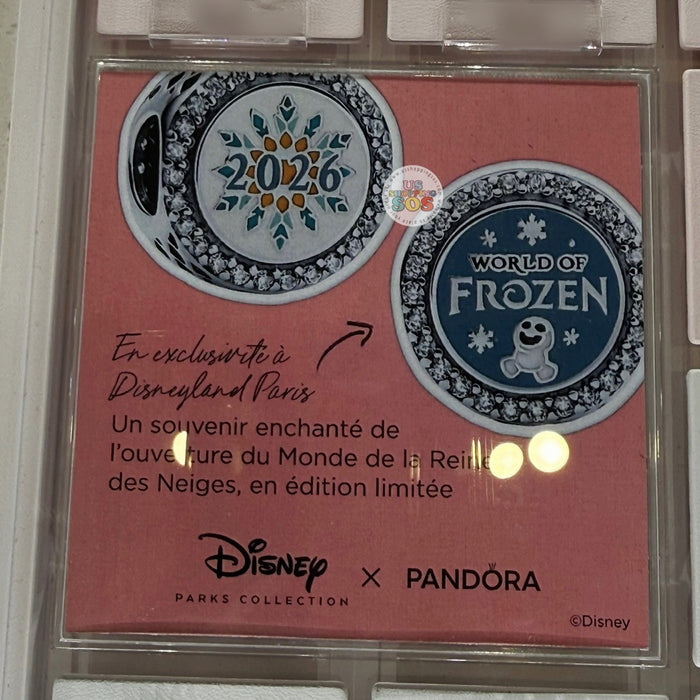 2026
US
SHOPPING
SOS
WORLD OF
FROZEN
En exclusivité à
Disneyland Paris
Un souvenir enchanté de
l'ouverture du Monde de la Reine
des Neiges, en édition limitée
Disney
PARKS COLLECTION
X
PANDORA
©Disney